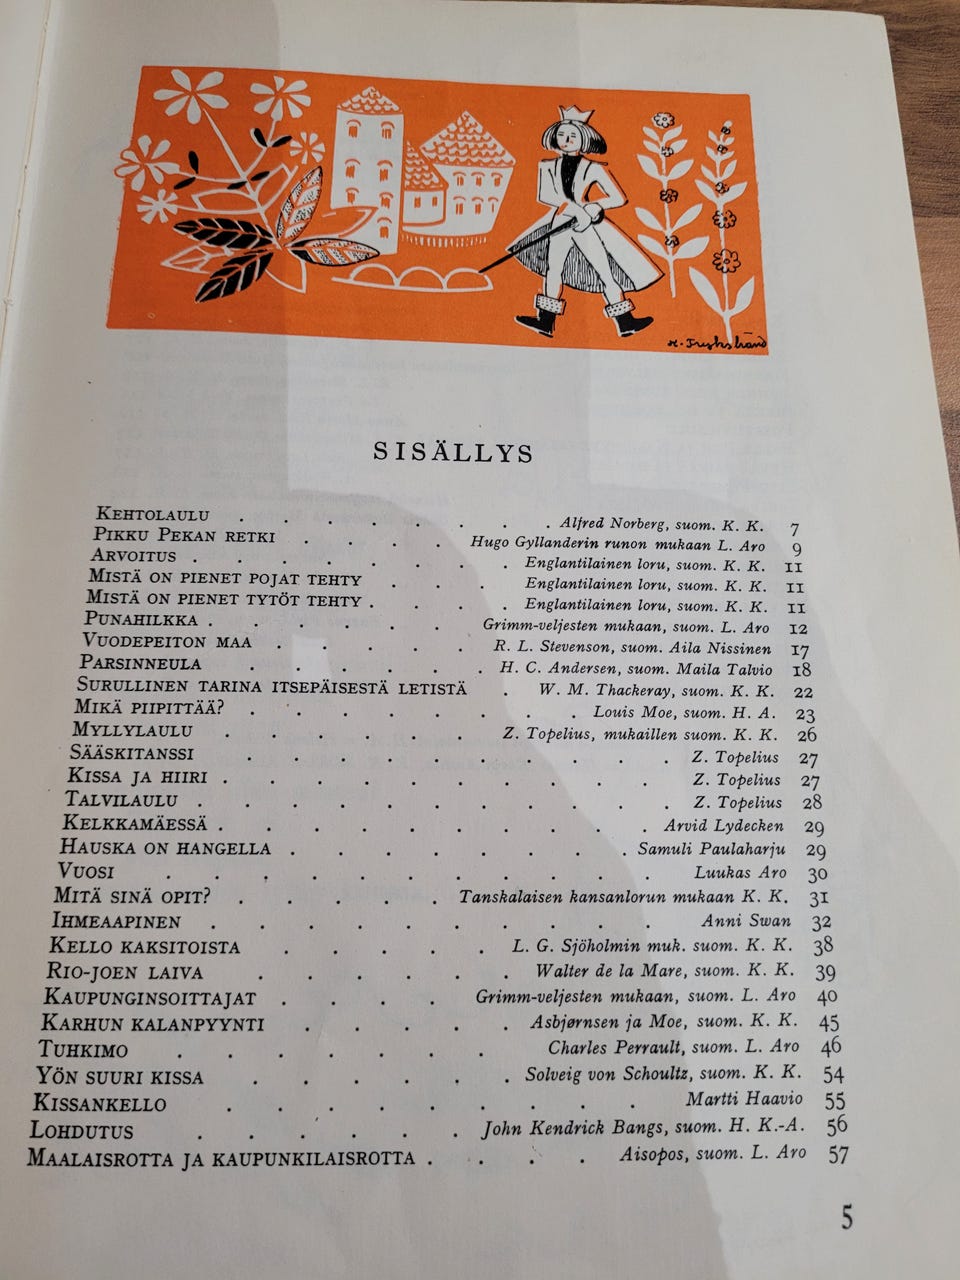 H. Frykstrand
SISÄLLYS
KEHTOLAULU . . . . . . . . Alfred Norberg, suom. K. K. 7
PIKKU PEKAN RETKI . . . . Hugo Gyllanderin runon mukaan L. Aro 9
ARVOITUS . . . . . . . . Englantilainen loru, suom. K. K. 11
MISTÄ ON PIENET POJAT TEHTY . . . Englantilainen loru, suom. K. K. 11
MISTÄ ON PIENET TYTÖT TEHTY . . . . Englantilainen loru, suom. K. K. 11
PUNAHILKKA . . . . . . . Grimm-veljesten mukaan, suom. L. Aro 12
VUODEPEITON MAA . . . . . R. L. Stevenson, suom. Aila Nissinen 17
PARSINNEULA . . . . . . H. C. Andersen, suom. Maila Talvio 18
SURULLINEN TARINA ITSEPÄISESTÄ LETISTÄ . W. M. Thackeray, suom. K. K. 22
MIKÄ PIIPITTÄÄ? . . . . . . . . Louis Moe, suom. H. A. 23
MYLLYLAULU . . . . . . Z. Topelius, mukaillen suom. K. K. 26
SÄÄSKITANSSI . . . . . . . . . . Z. Topelius 27
KISSA JA HIIRI . . . . . . . . . . Z. Topelius 27
TALVILAULU . . . . . . . . . . . Z. Topelius 28
KELKKAMÄESSÄ . . . . . . . . . . Arvid Lydecken 29
HAUSKA ON HANGELLA . . . . . . . . Samuli Paulaharju 29
VUOSI . . . . . . . . . . . Luukas Aro 30
MITÄ SINÄ OPIT? . . . . . Tanskalaisen kansanlorun mukaan K. K. 31
IHMEAAPINEN . . . . . . . . . . Anni Swan 32
KELLO KAKSITOISTA . . . . . L. G. Sjöholmin muk. suom. K. K. 38
RIO-JOEN LAIVA . . . . . . Walter de la Mare, suom. K. K. 39
KAUPUNGINSOITTAJAT . . . . Grimm-veljesten mukaan, suom. L. Aro 40
KARHUN KALANPYYNTI . . . . . Asbjørnsen ja Moe, suom. K. K. 45
TUHKIMO . . . . . . . Charles Perrault, suom. L. Aro 46
YÖN SUURI KISSA . . . . . . Solveig von Schoultz, suom. K. K. 54
KISSANKELLO . . . . . . . . . Martti Haavio 55
LOHDUTUS . . . . . . John Kendrick Bangs, suom. H. K.-A. 56
MAALAISROTTA JA KAUPUNKILAISROTTA . . . . Aisopos, suom. L. Aro 57
5